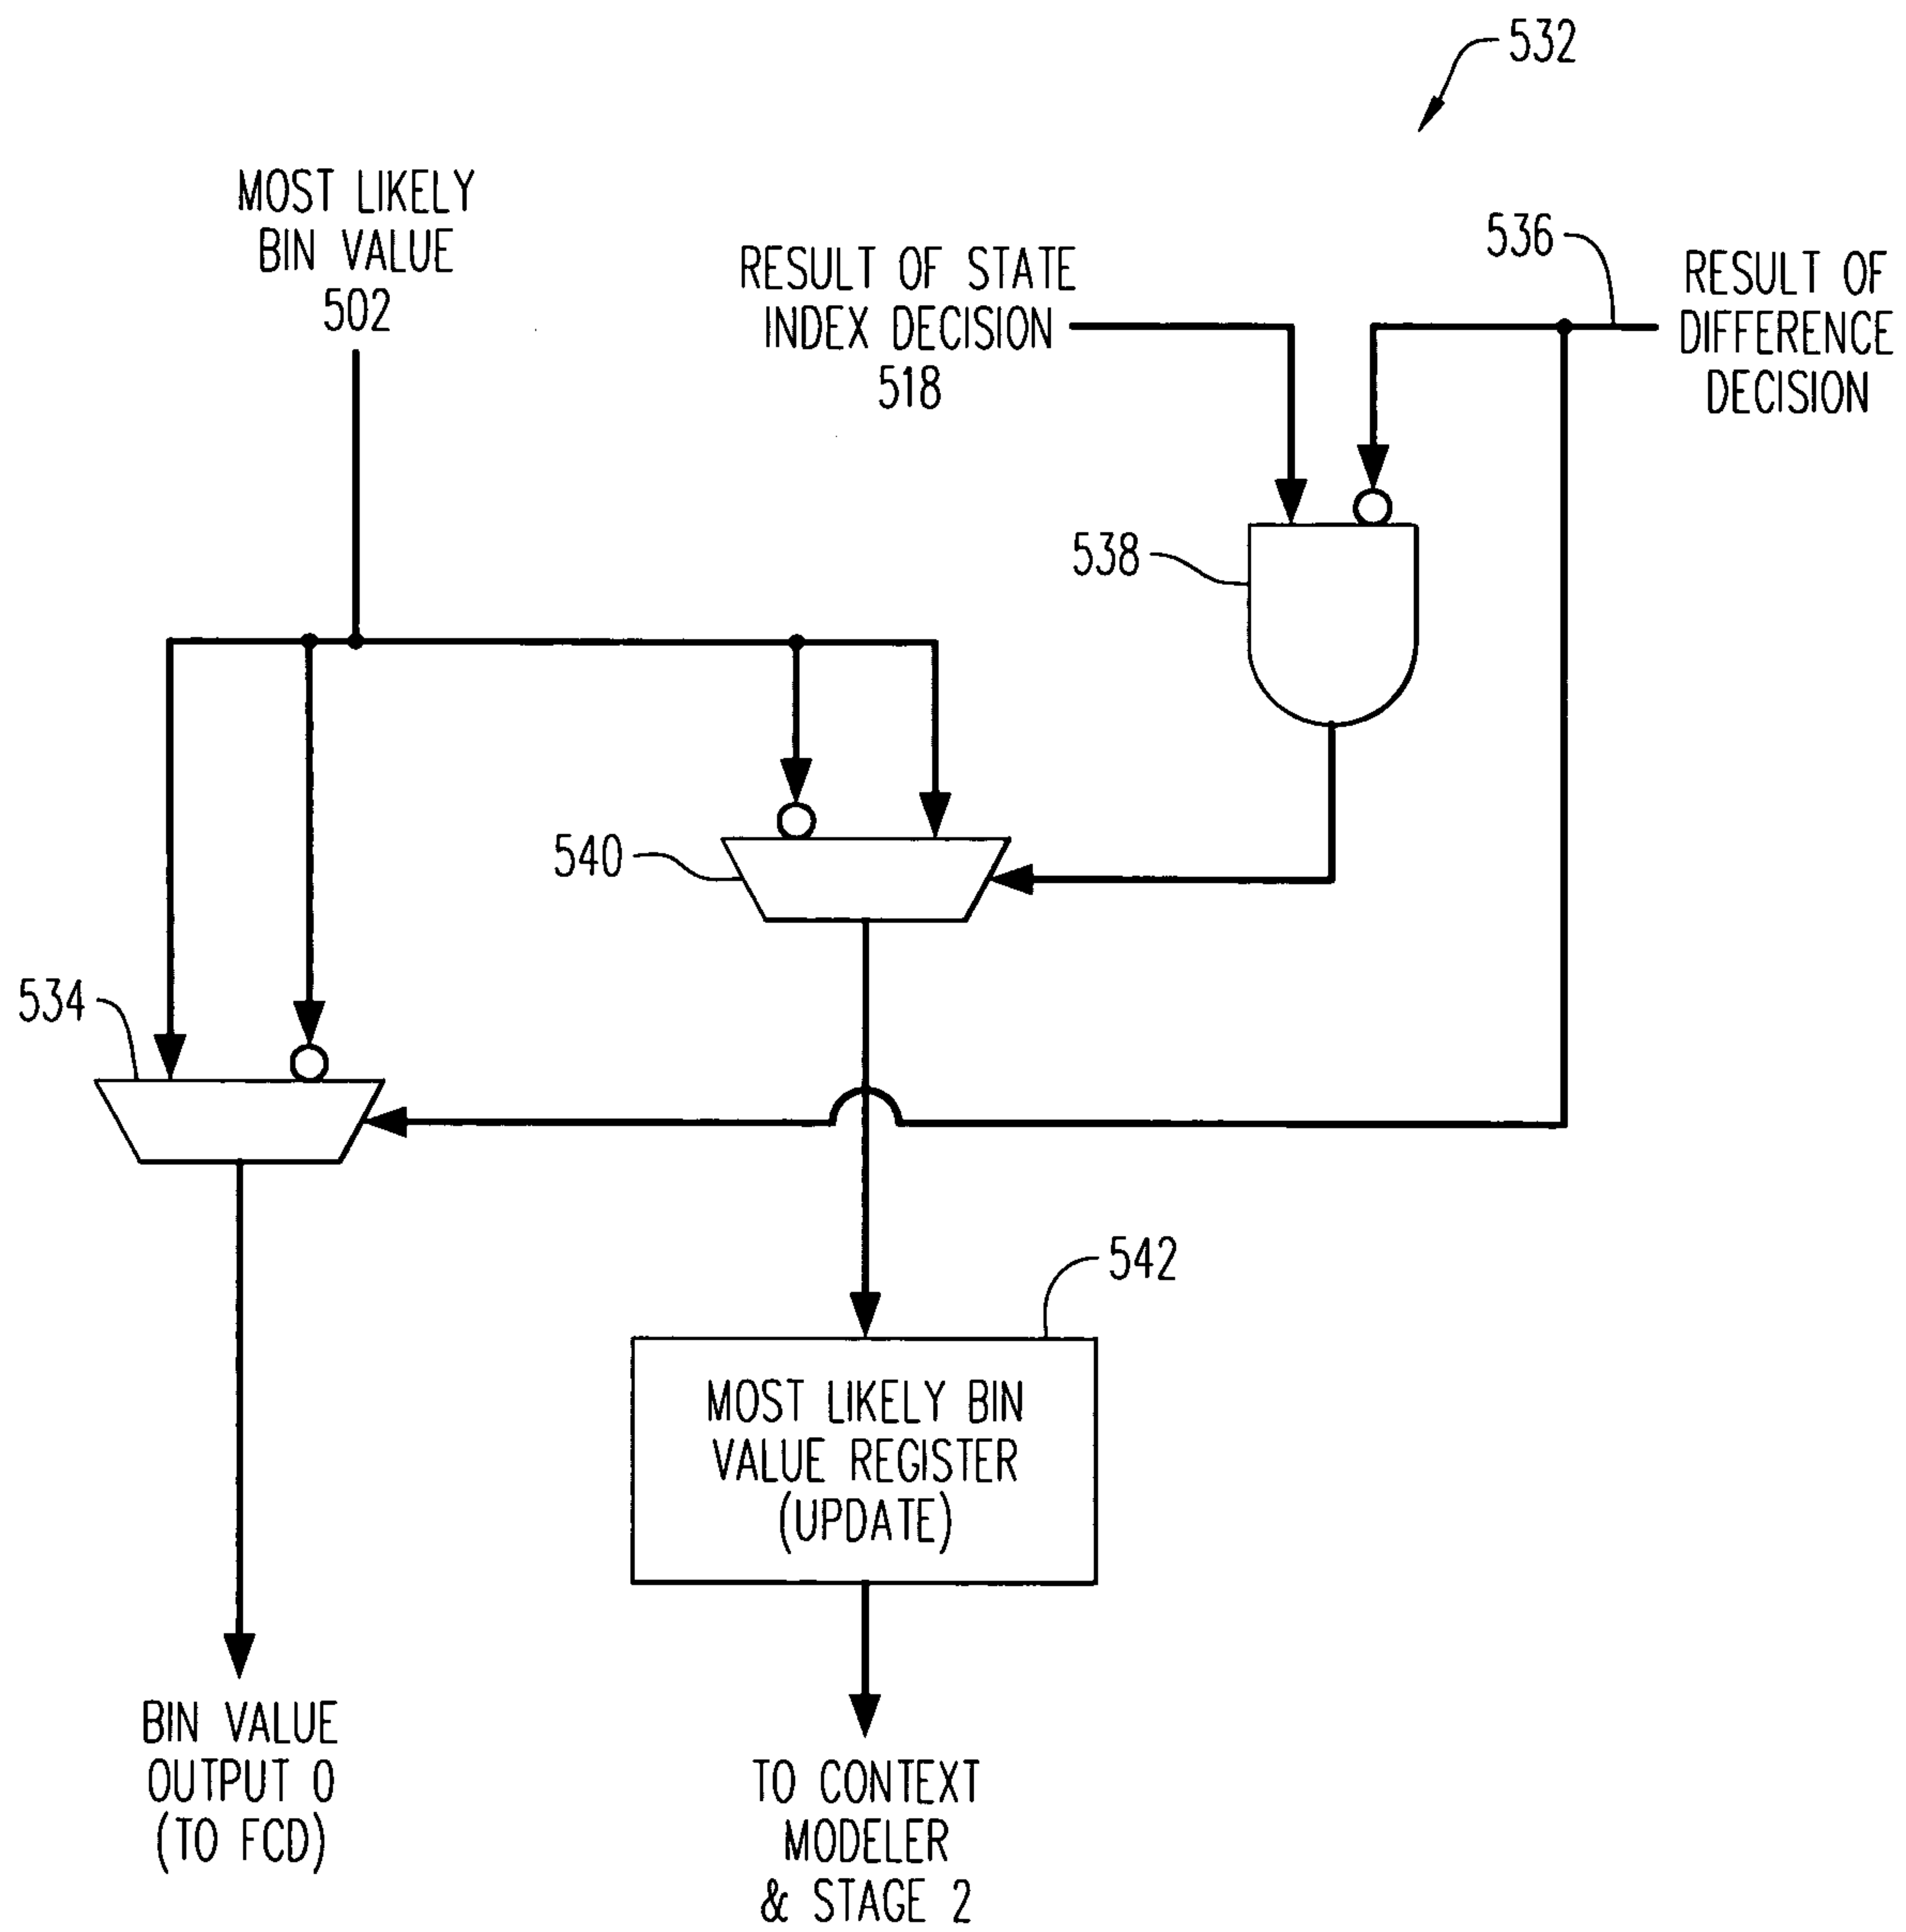 532
MOST LIKELY
BIN VALUE
502
RESULT OF STATE
INDEX DECISION
518
536
RESULT OF
DIFFERENCE
DECISION
538
540
534
542
MOST LIKELY BIN
VALUE REGISTER
(UPDATE)
BIN VALUE
OUTPUT 0
(TO FCD)
TO CONTEXT
MODELER
& STAGE 2